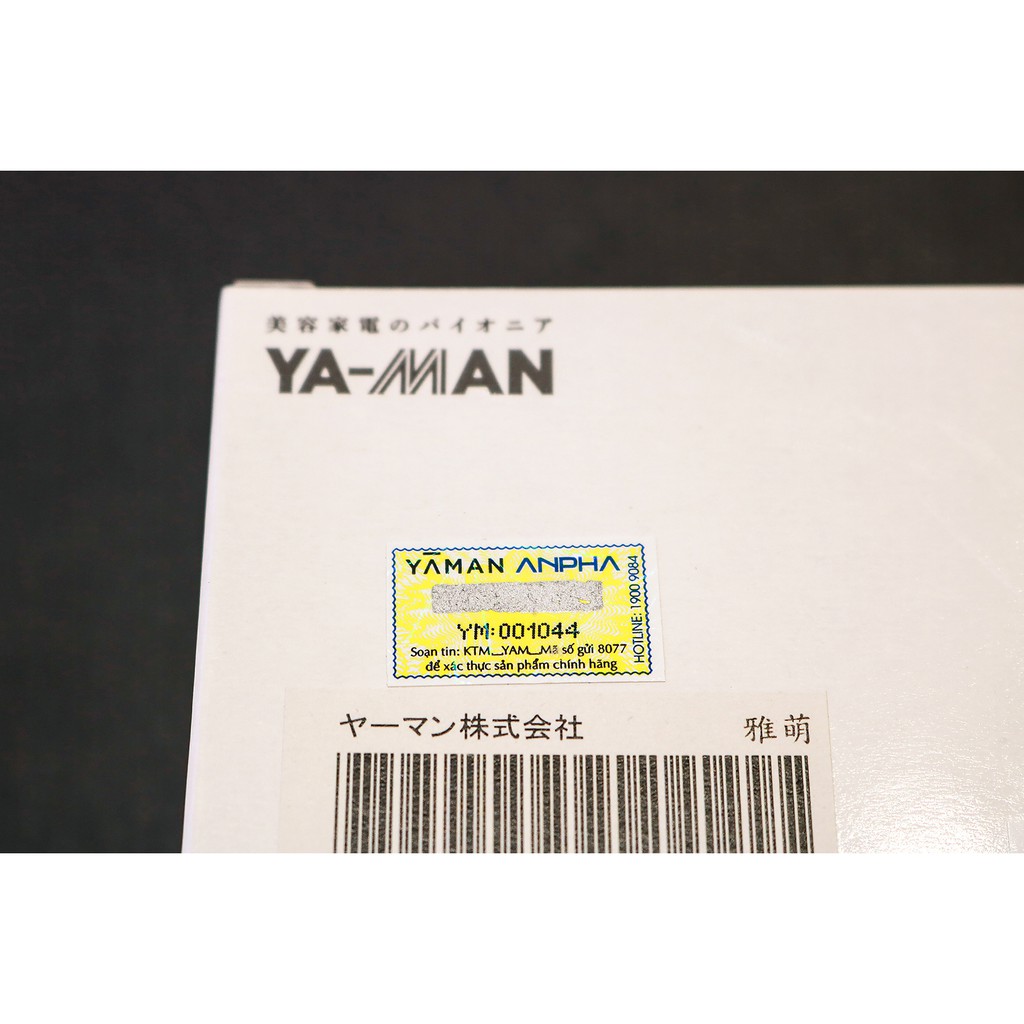 美容家電のパイオニア
YA-MAN
YĀMAN ANPHA
YM:001044
Soạn tin: KTM_YAM_Mã số gửi 8077
để xác thực sản phẩm chính hãng
HOTLINE: 1900 9084
ヤーマン株式会社 雅萌